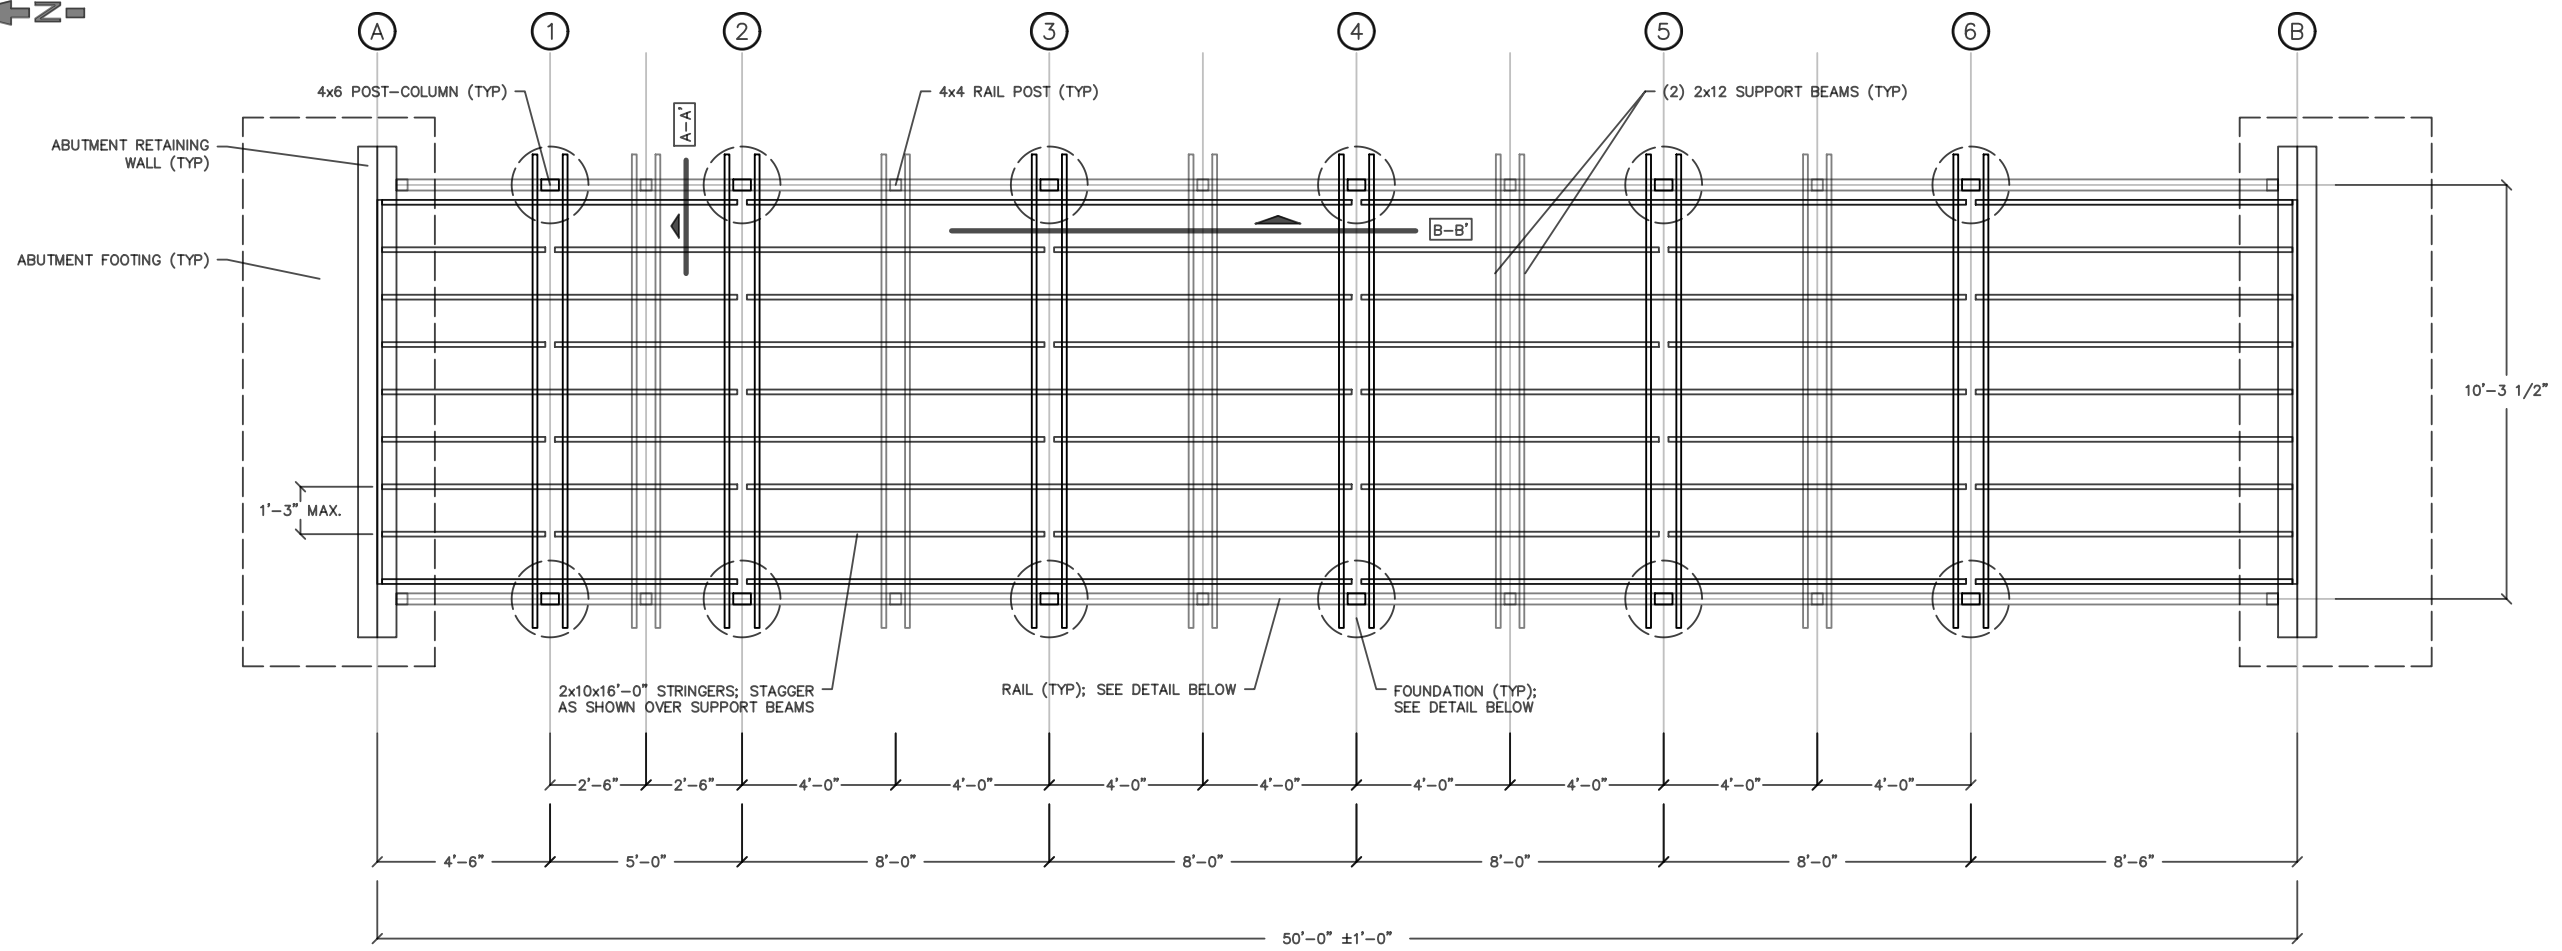 N
A 1 2 3 4 5 6 B
4x6 POST-COLUMN (TYP)
4x4 RAIL POST (TYP)
(2) 2x12 SUPPORT BEAMS (TYP)
A-A'
ABUTMENT RETAINING
WALL (TYP)
B-B'
ABUTMENT FOOTING (TYP)
10'-3 1/2"
1'-3" MAX.
2x10x16'-0" STRINGERS; STAGGER
AS SHOWN OVER SUPPORT BEAMS
RAIL (TYP); SEE DETAIL BELOW
FOUNDATION (TYP);
SEE DETAIL BELOW
2'-6" 2'-6" 4'-0" 4'-0" 4'-0" 4'-0" 4'-0" 4'-0" 4'-0" 4'-0"
4'-6" 5'-0" 8'-0" 8'-0" 8'-0" 8'-0" 8'-6"
50'-0" ±1'-0"